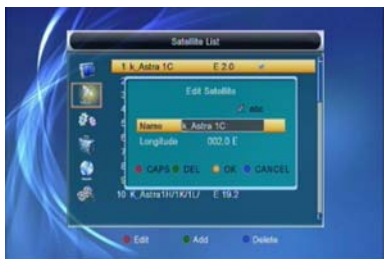 Satellite List
1 k_Astra 1C E 2.0
Edit Satellite
abc
Name k_Astra 1C
Longitude 002.0 E
CAPS DEL OK CANCEL
10 K_Astra1H/1K/1L/ E 19.2
Edit Add Delete